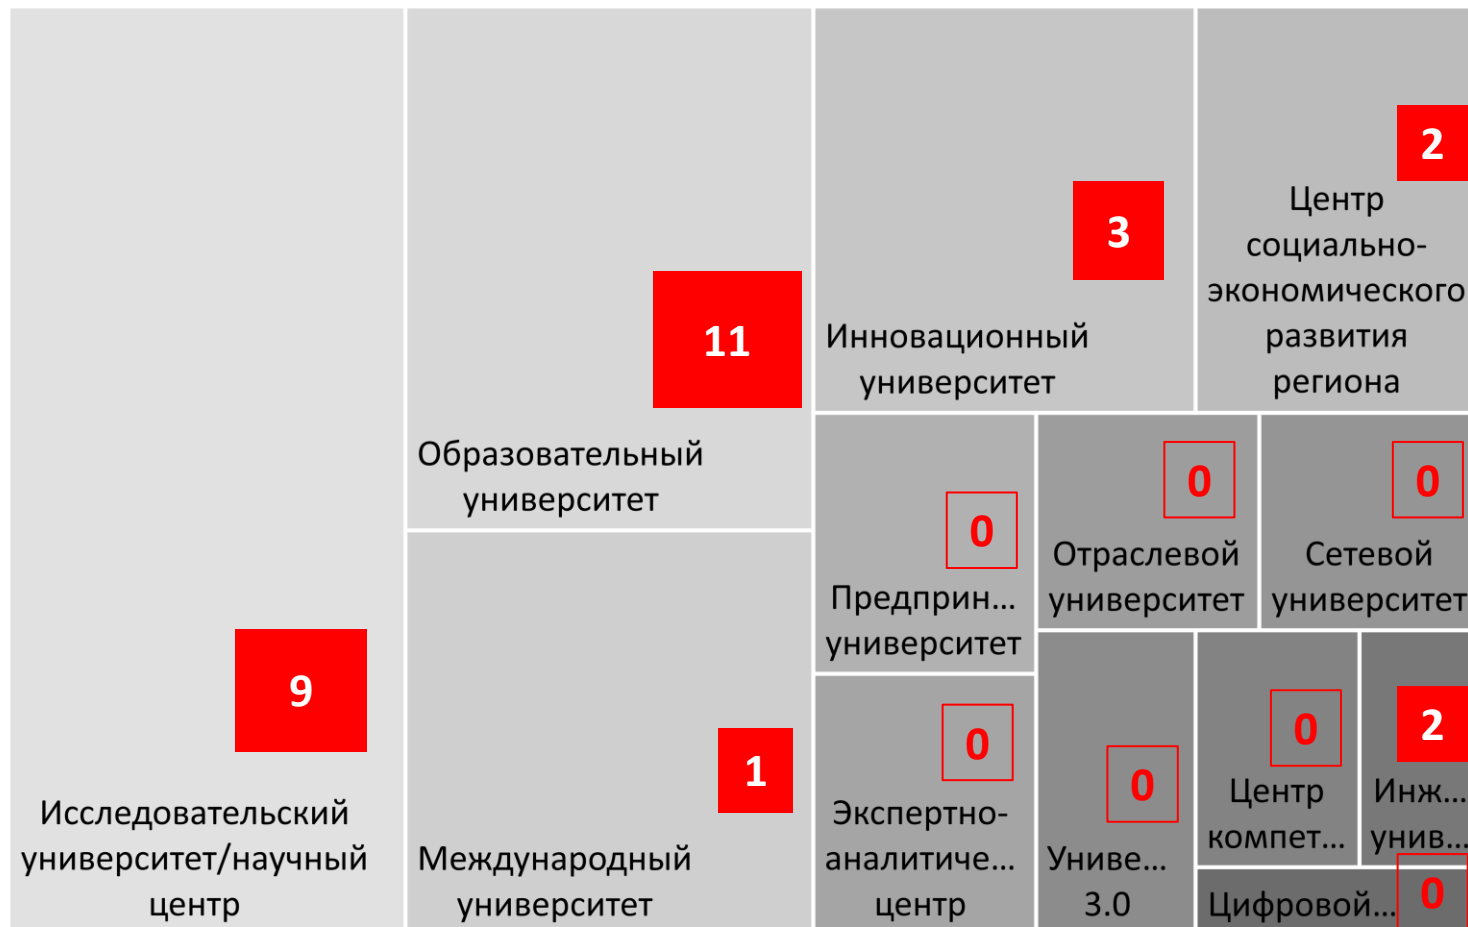 9
Исследовательский
университет/научный
центр
11
Образовательный
университет
1
Международный
университет
3
Инновационный
университет
2
Центр
социально-
экономического
развития
региона
0
Предприн...
университет
0
Отраслевой
университет
0
Сетевой
университет
0
Экспертно-
аналитиче...
центр
0
Униве...
3.0
0
Центр
компет...
2
Инж...
унив...
0
Цифровой...